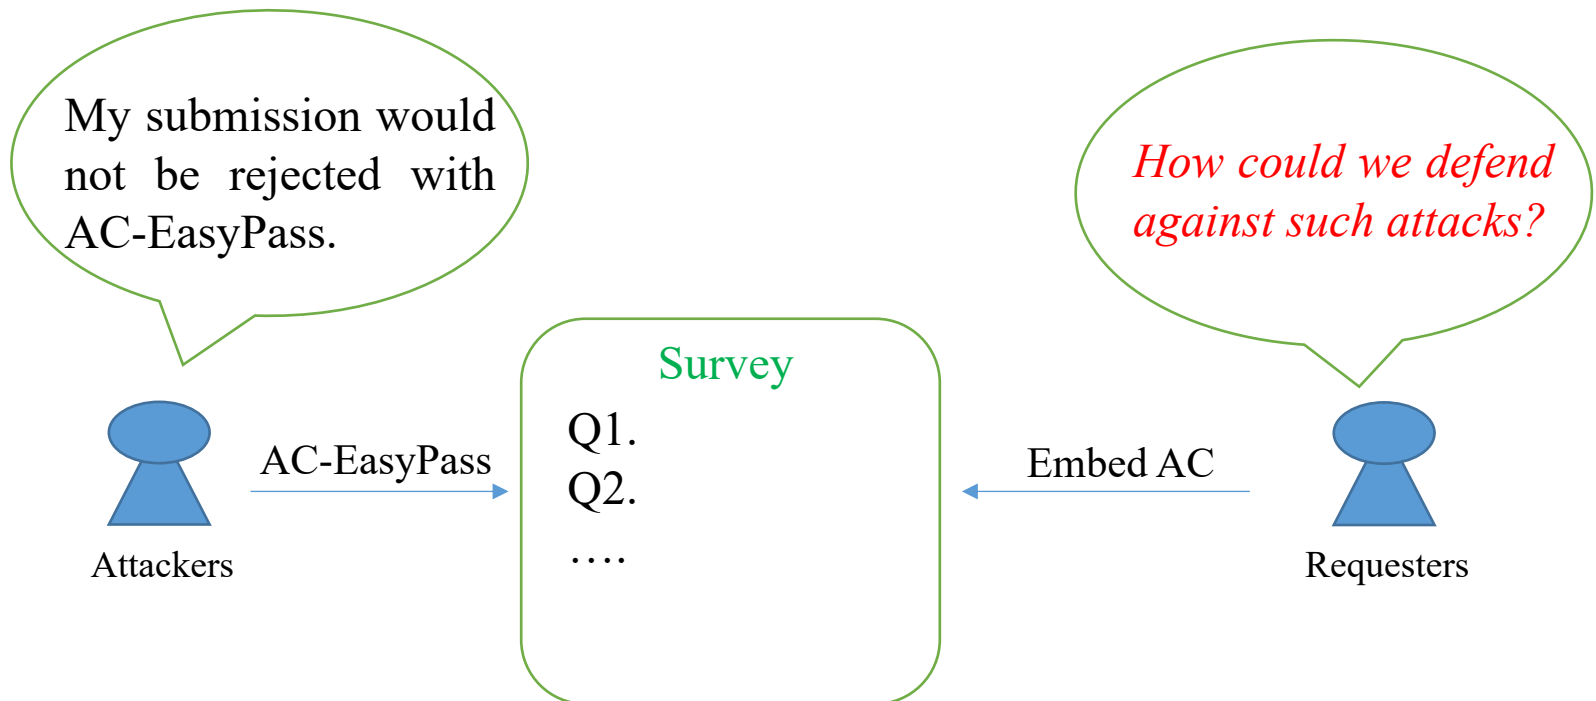 My submission would
not be rejected with
AC-EasyPass.
How could we defend
against such attacks?
Survey
Q1.
Q2.
....
AC-EasyPass
Embed AC
Attackers
Requesters